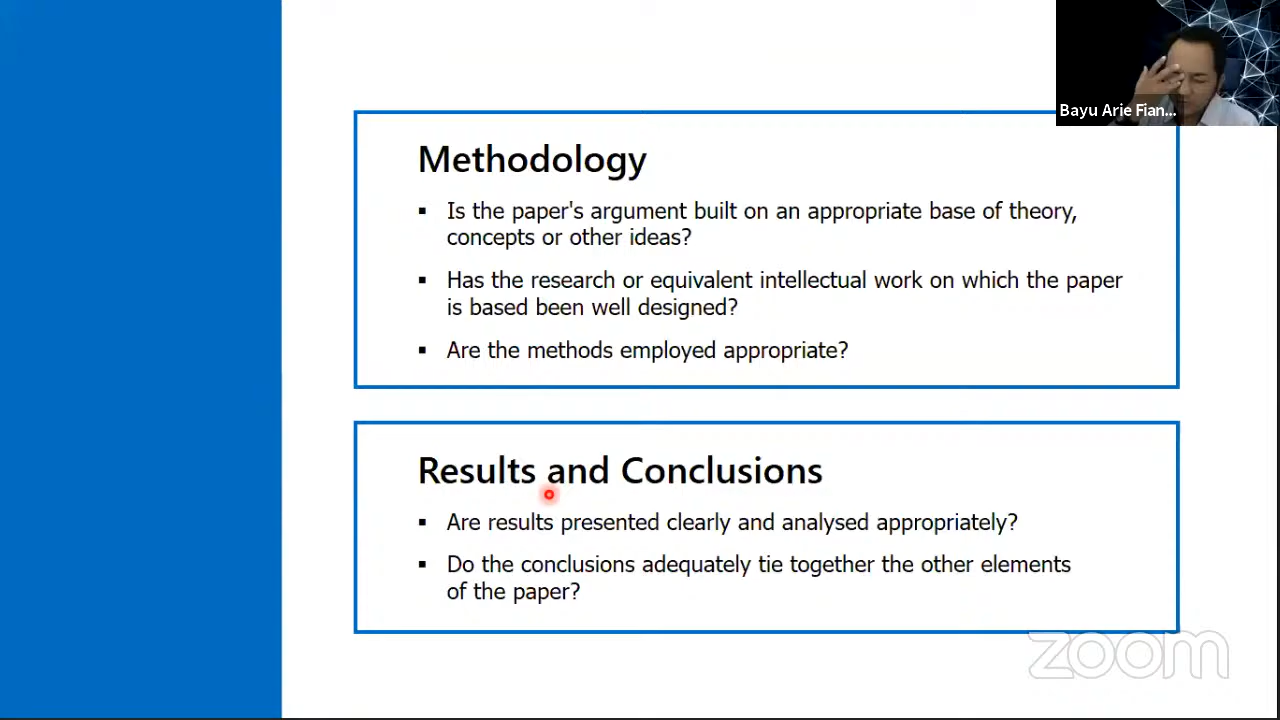 Bayu Arie Fian...
Methodology
▪ Is the paper's argument built on an appropriate base of theory,
concepts or other ideas?
▪ Has the research or equivalent intellectual work on which the paper
is based been well designed?
▪ Are the methods employed appropriate?
Results and Conclusions
▪ Are results presented clearly and analysed appropriately?
▪ Do the conclusions adequately tie together the other elements
of the paper?
zoom